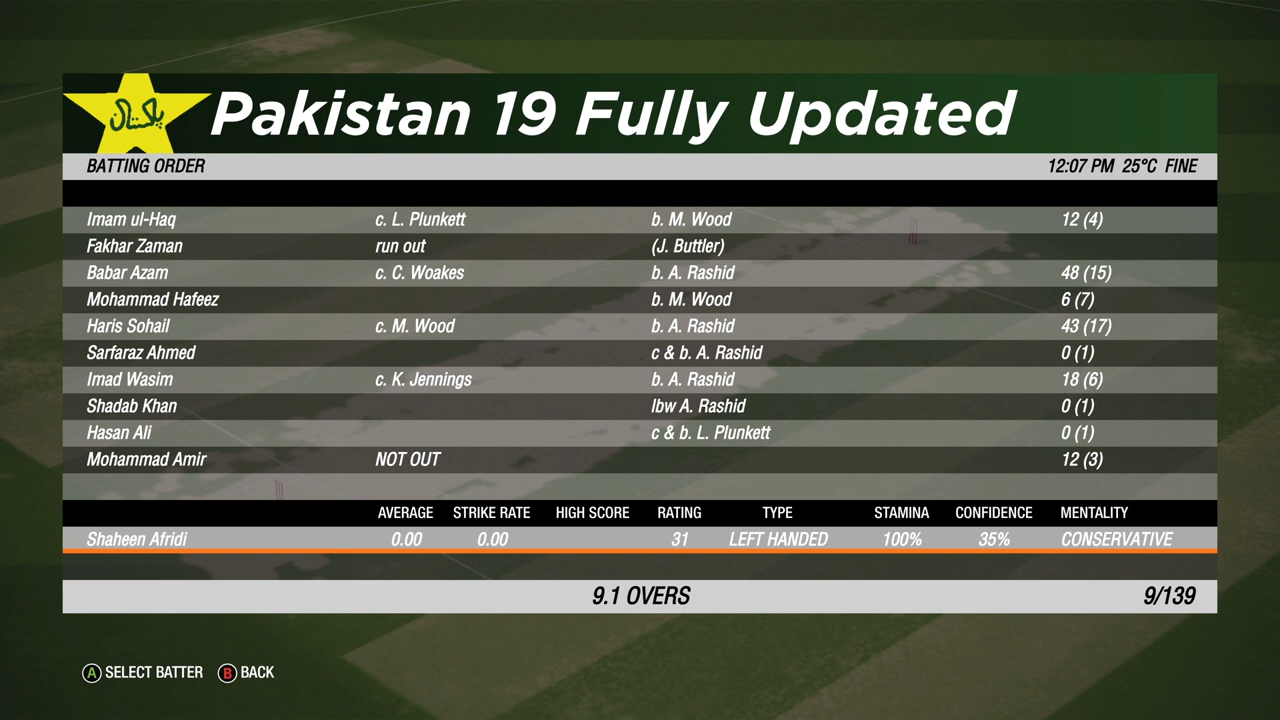 پاکستان Pakistan 19 Fully Updated
BATTING ORDER 12:07 PM 25°C FINE
Imam ul-Haq c. L. Plunkett b. M. Wood 12 (4)
Fakhar Zaman run out (J. Buttler)
Babar Azam c. C. Woakes b. A. Rashid 48 (15)
Mohammad Hafeez b. M. Wood 6 (7)
Haris Sohail c. M. Wood b. A. Rashid 43 (17)
Sarfaraz Ahmed c & b. A. Rashid 0 (1)
Imad Wasim c. K. Jennings b. A. Rashid 18 (6)
Shadab Khan lbw A. Rashid 0 (1)
Hasan Ali c & b. L. Plunkett 0 (1)
Mohammad Amir NOT OUT 12 (3)
AVERAGE STRIKE RATE HIGH SCORE RATING TYPE STAMINA CONFIDENCE MENTALITY
Shaheen Afridi 0.00 0.00 31 LEFT HANDED 100% 35% CONSERVATIVE
9.1 OVERS 9/139
A SELECT BATTER B BACK